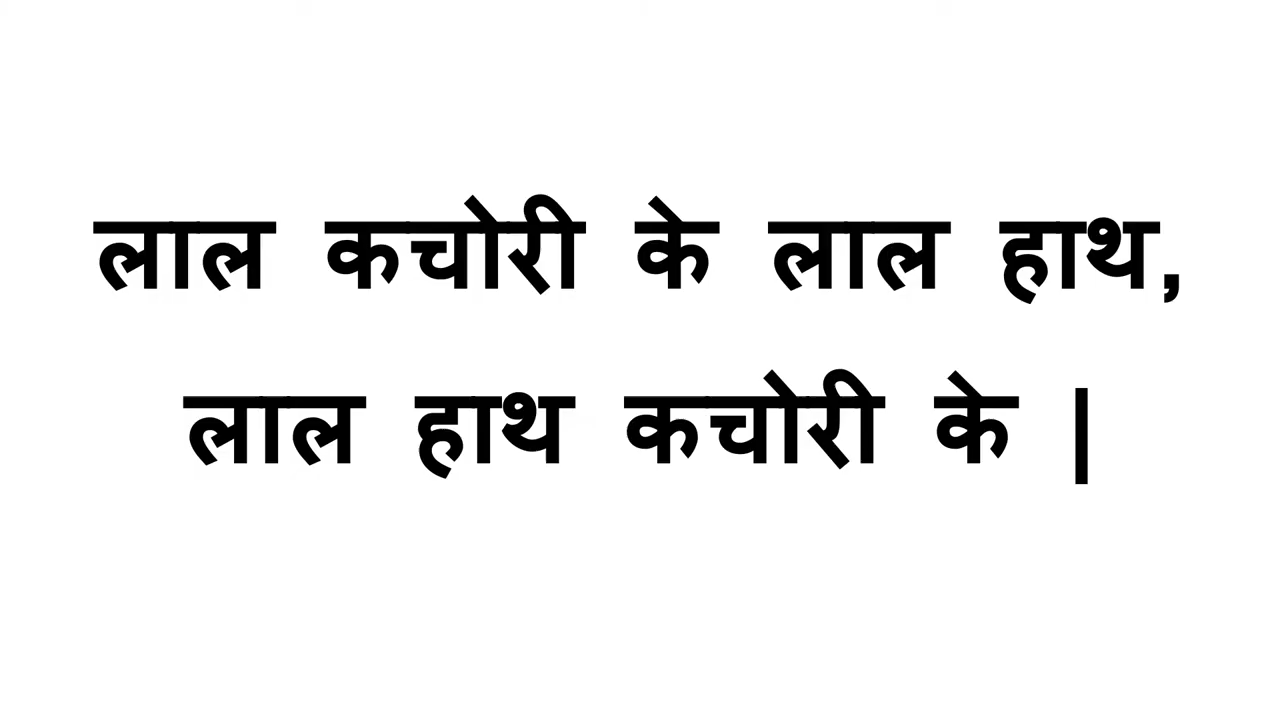 लाल कचोरी के लाल हाथ,
लाल हाथ कचोरी के |